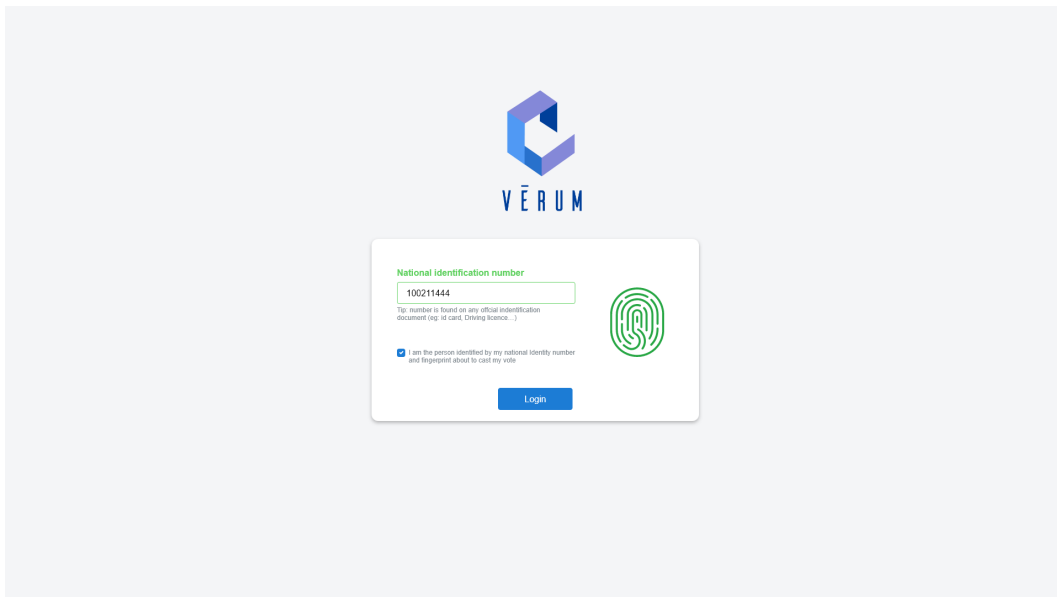 VĒRUM
National identification number
100211444
Tip: number is found on any offcial indentification
document (eg: id card, Driving licence…)
I am the person identified by my national identity number
and fingerprint about to cast my vote
Login